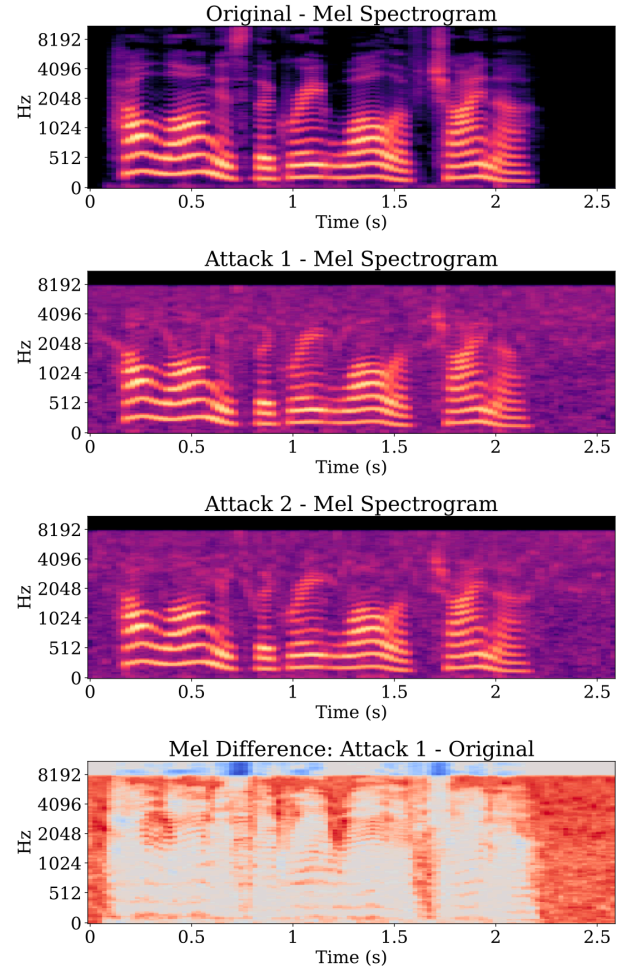 Original - Mel Spectrogram
8192
4096
2048
1024
512
0
Hz
0 0.5 1 1.5 2 2.5
Time (s)
Attack 1 - Mel Spectrogram
8192
4096
2048
1024
512
0
Hz
0 0.5 1 1.5 2 2.5
Time (s)
Attack 2 - Mel Spectrogram
8192
4096
2048
1024
512
0
Hz
0 0.5 1 1.5 2 2.5
Time (s)
Mel Difference: Attack 1 - Original
8192
4096
2048
1024
512
0
Hz
0 0.5 1 1.5 2 2.5
Time (s)